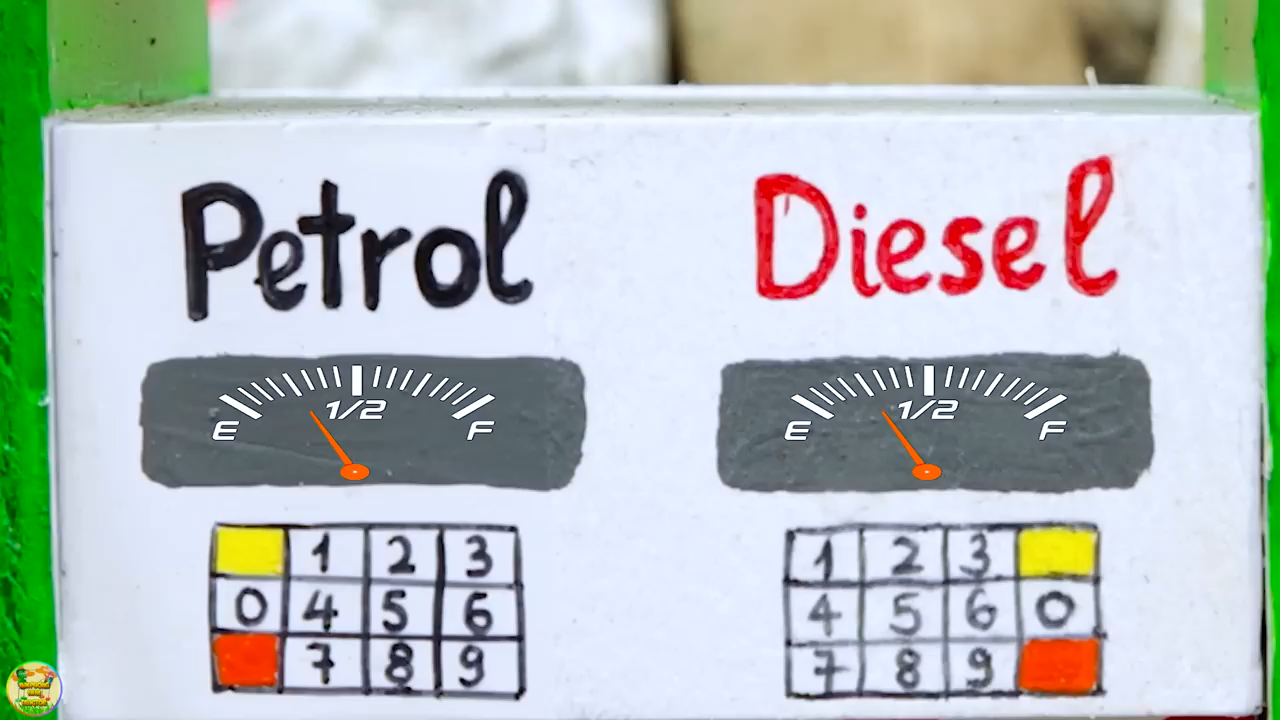 Petrol
E 1/2 F
1 2 3
0 4 5 6
7 8 9
Diesel
E 1/2 F
1 2 3
4 5 6 0
7 8 9